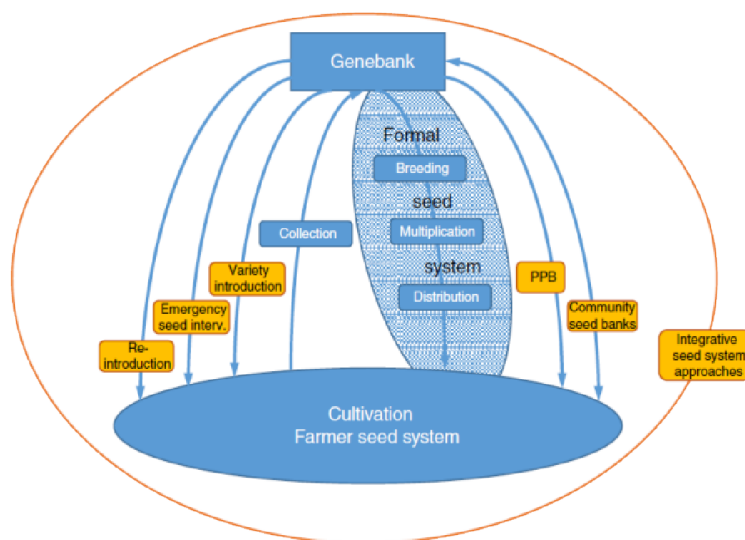 Genebank
Formal
Breeding
seed
Collection
Multiplication
system
Variety
introduction
PPB
Distribution
Emergency
seed interv.
Community
seed banks
Re-
introduction
Integrative
seed system
approaches
Cultivation
Farmer seed system